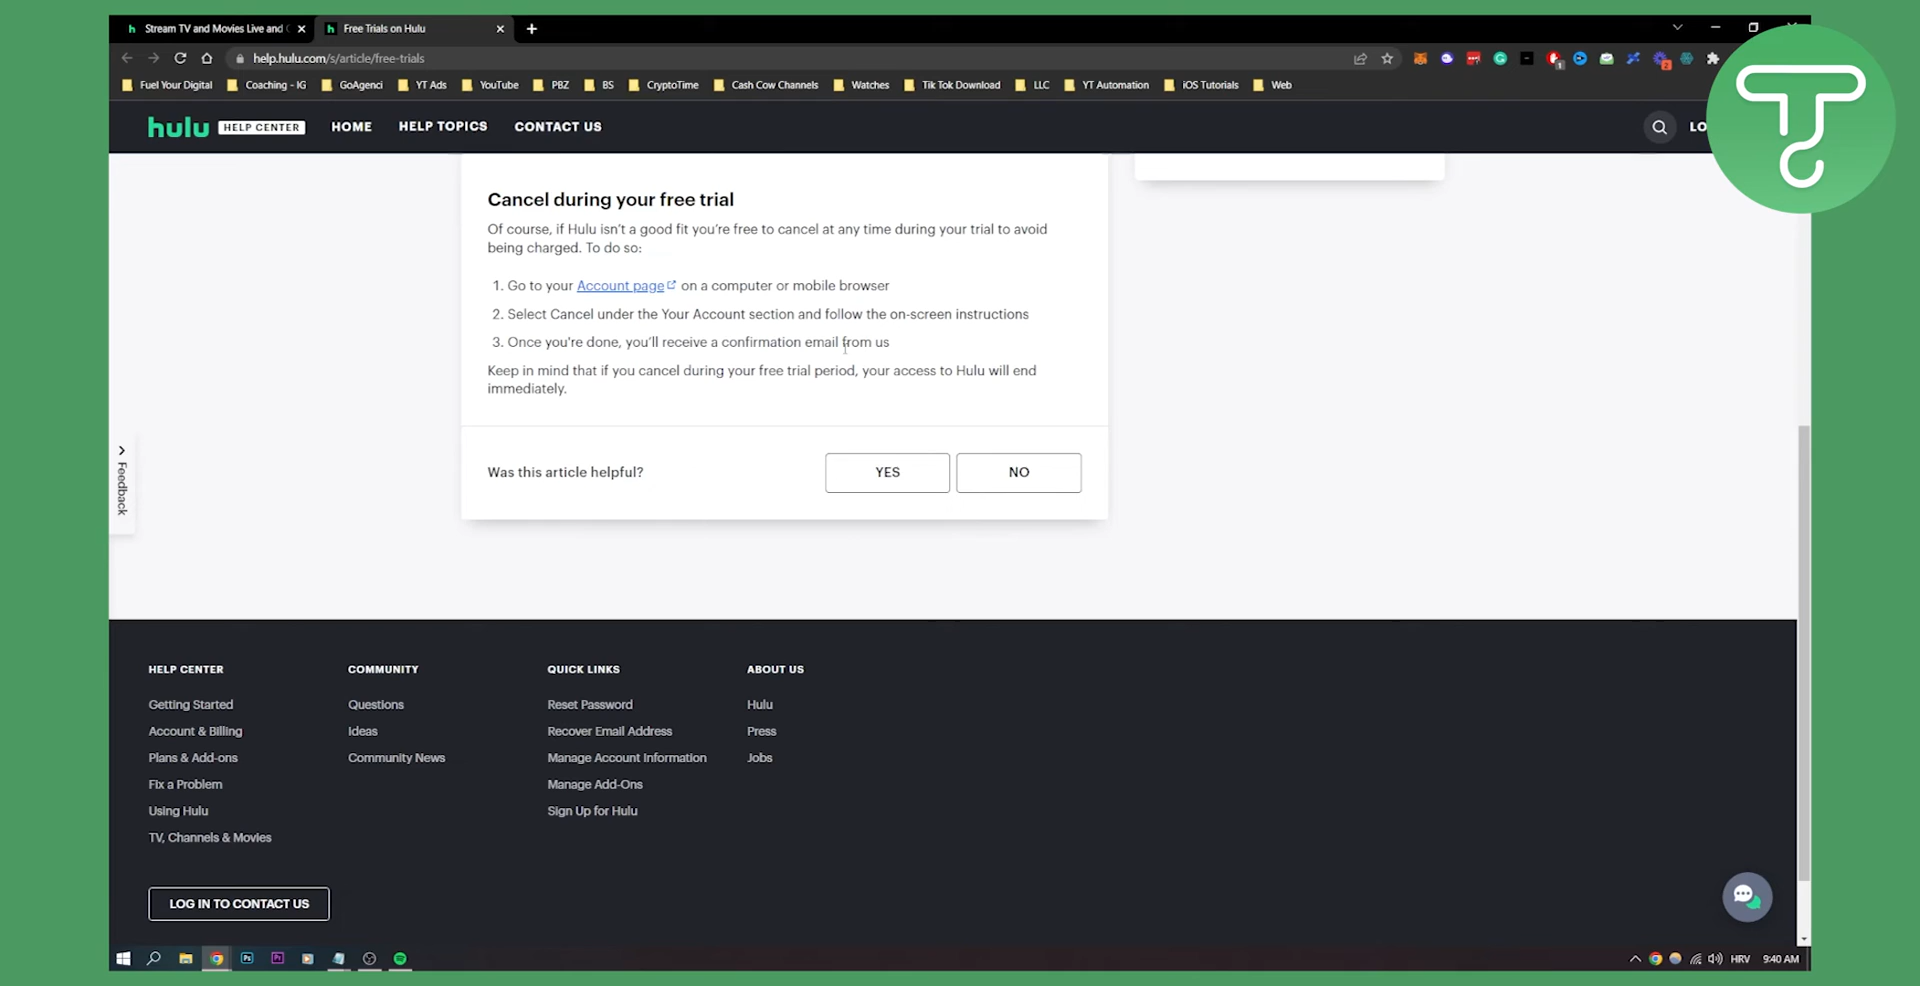 Stream TV and Movies Live and
Free Trials on Hulu
help.hulu.com/s/article/free-trials
Fuel Your Digital
Coaching - IG
GoAgenci
YT Ads
YouTube
PBZ
BS
CryptoTime
Cash Cow Channels
Watches
Tik Tok Download
LLC
YT Automation
iOS Tutorials
Web
hulu HELP CENTER HOME HELP TOPICS CONTACT US LO
Cancel during your free trial
Of course, if Hulu isn't a good fit you're free to cancel at any time during your trial to avoid
being charged. To do so:
1. Go to your Account page on a computer or mobile browser
2. Select Cancel under the Your Account section and follow the on-screen instructions
3. Once you're done, you'll receive a confirmation email from us
Keep in mind that if you cancel during your free trial period, your access to Hulu will end
immediately.
Feedback
Was this article helpful?
YES
NO
HELP CENTER
Getting Started
Account & Billing
Plans & Add-ons
Fix a Problem
Using Hulu
TV, Channels & Movies
COMMUNITY
Questions
Ideas
Community News
QUICK LINKS
Reset Password
Recover Email Address
Manage Account Information
Manage Add-Ons
Sign Up for Hulu
ABOUT US
Hulu
Press
Jobs
LOG IN TO CONTACT US
Ps
Pr
HRV
9:40 AM